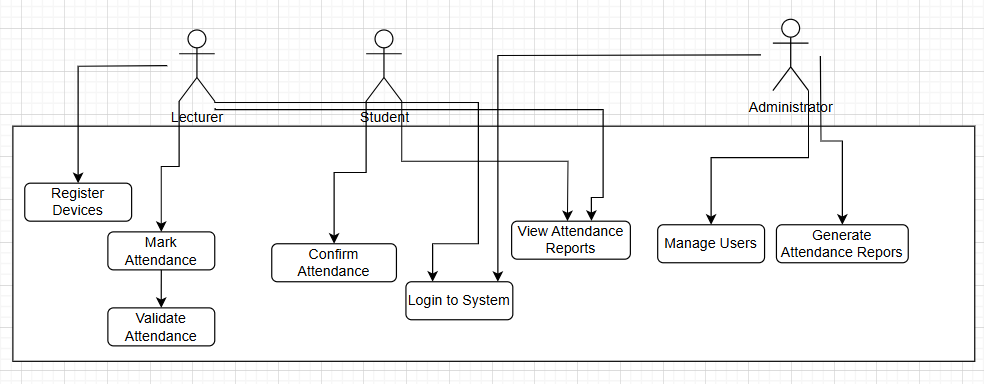 Lecturer
Student
Administrator
Register
Devices
Mark
Attendance
Validate
Attendance
Confirm
Attendance
Login to System
View Attendance
Reports
Manage Users
Generate
Attendance Repors